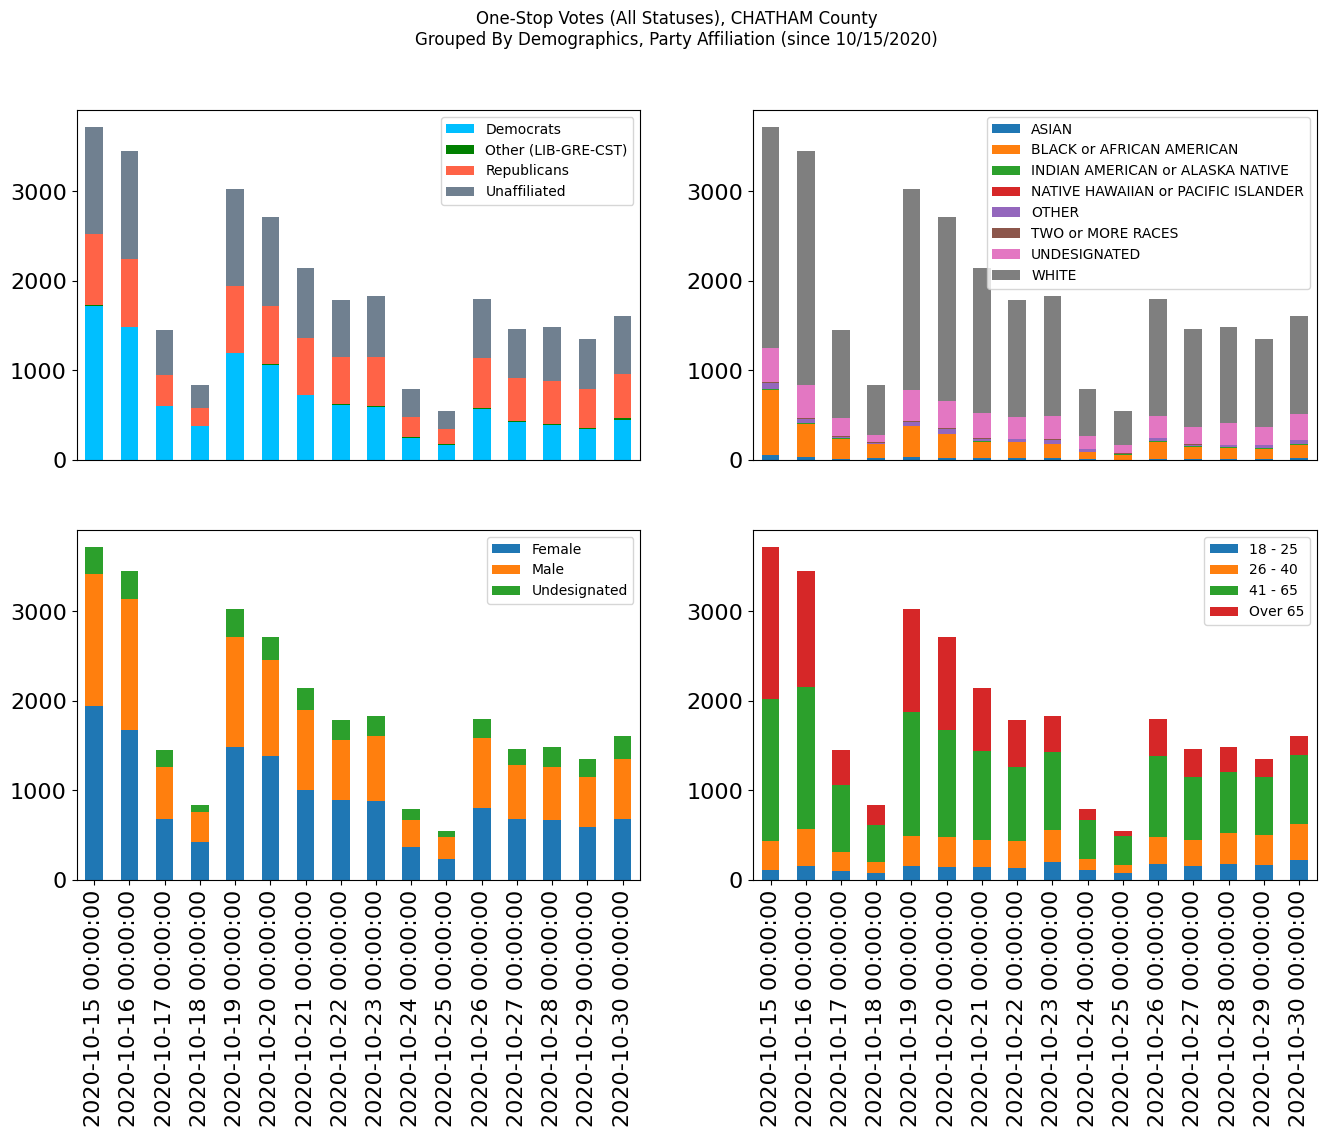 One-Stop Votes (All Statuses), CHATHAM County
Grouped By Demographics, Party Affiliation (since 10/15/2020)
3000
2000
1000
0
Democrats
Other (LIB-GRE-CST)
Republicans
Unaffiliated
3000
2000
1000
0
ASIAN
BLACK or AFRICAN AMERICAN
INDIAN AMERICAN or ALASKA NATIVE
NATIVE HAWAIIAN or PACIFIC ISLANDER
OTHER
TWO or MORE RACES
UNDESIGNATED
WHITE
3000
2000
1000
0
Female
Male
Undesignated
2020-10-15 00:00:00
2020-10-16 00:00:00
2020-10-17 00:00:00
2020-10-18 00:00:00
2020-10-19 00:00:00
2020-10-20 00:00:00
2020-10-21 00:00:00
2020-10-22 00:00:00
2020-10-23 00:00:00
2020-10-24 00:00:00
2020-10-25 00:00:00
2020-10-26 00:00:00
2020-10-27 00:00:00
2020-10-28 00:00:00
2020-10-29 00:00:00
2020-10-30 00:00:00
3000
2000
1000
0
18 - 25
26 - 40
41 - 65
Over 65
2020-10-15 00:00:00
2020-10-16 00:00:00
2020-10-17 00:00:00
2020-10-18 00:00:00
2020-10-19 00:00:00
2020-10-20 00:00:00
2020-10-21 00:00:00
2020-10-22 00:00:00
2020-10-23 00:00:00
2020-10-24 00:00:00
2020-10-25 00:00:00
2020-10-26 00:00:00
2020-10-27 00:00:00
2020-10-28 00:00:00
2020-10-29 00:00:00
2020-10-30 00:00:00